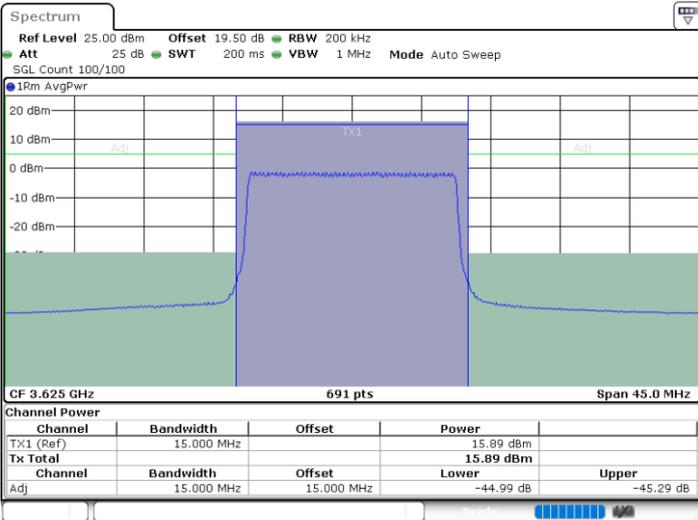 Spectrum
Ref Level 25.00 dBm Offset 19.50 dB RBW 200 kHz
Att 25 dB SWT 200 ms VBW 1 MHz Mode Auto Sweep
SGL Count 100/100
1Rm AvgPwr
20 dBm
TX1
10 dBm
Adj Adj
0 dBm
-10 dBm
-20 dBm
CF 3.625 GHz 691 pts Span 45.0 MHz
Channel Power
Channel Bandwidth Offset Power
TX1 (Ref) 15.000 MHz 15.89 dBm
Tx Total 15.89 dBm
Channel Bandwidth Offset Lower Upper
Adj 15.000 MHz 15.000 MHz -44.99 dB -45.29 dB
Ready